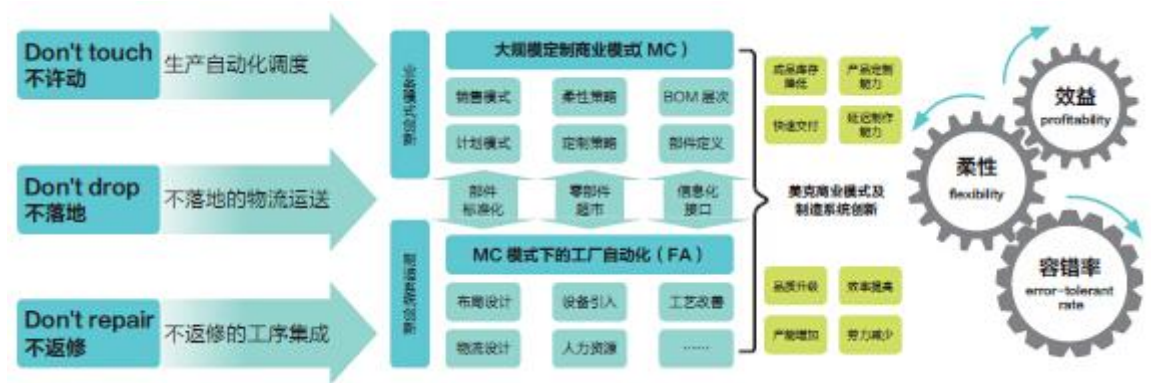 Don't touch
不许动
生产自动化调度
Don't drop
不落地
不落地的物流运送
Don't repair
不返修
不返修的工序集成
大规模定制商业模式（MC）
销售模式
柔性策略
BOM 层次
计划模式
定制策略
部件定义
部件
标准化
零部件
超市
信息化
接口
MC 模式下的工厂自动化（FA）
布局设计
设备引入
工艺改善
物流设计
人力资源
……
成品库存
降低
产品定制
能力
快速交付
延迟制作
能力
美克商业模式及
制造系统创新
品质升级
效率提高
产能增加
劳力减少
效益
profitability
柔性
flexibility
容错率
error-tolerant
rate